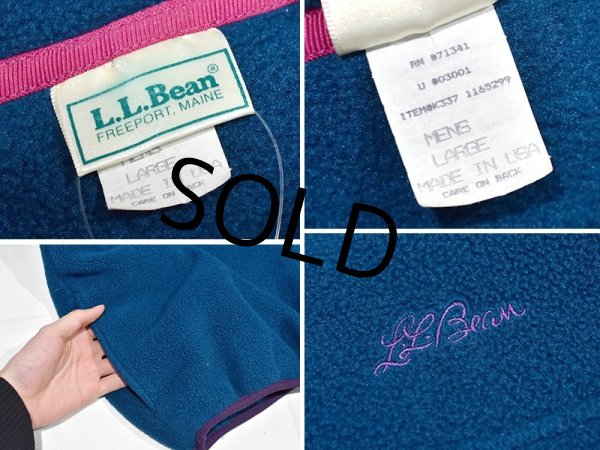 L.L.Bean®
FREEPORT, MAINE
MENS
LARGE
MADE IN USA
CARE ON BACK
RN #71341
U #03001
ITEM#K337 1165299
MENS
LARGE
MADE IN USA
CARE ON BACK
SOLD
L.L.Bean